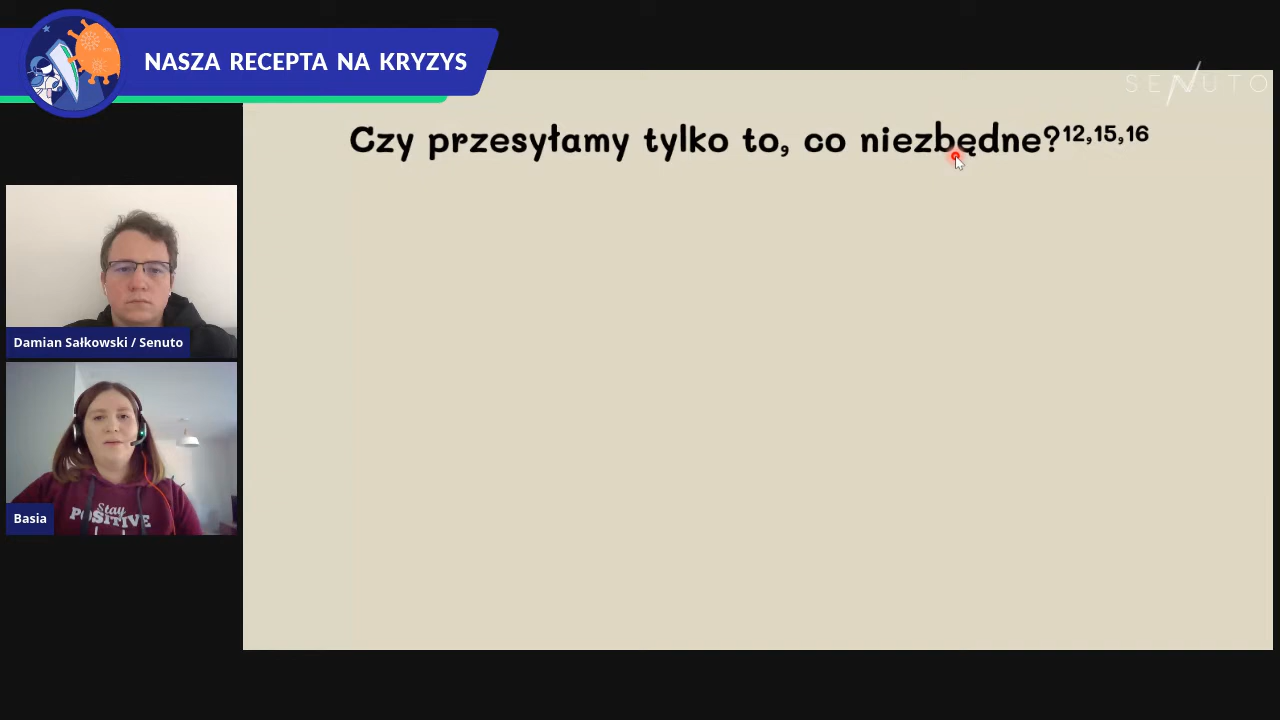 NASZA RECEPTA NA KRYZYS
SENUTO
Czy przesyłamy tylko to, co niezbędne?12,15,16
Damian Sałkowski / Senuto
Stay
POSITIVE
Basia